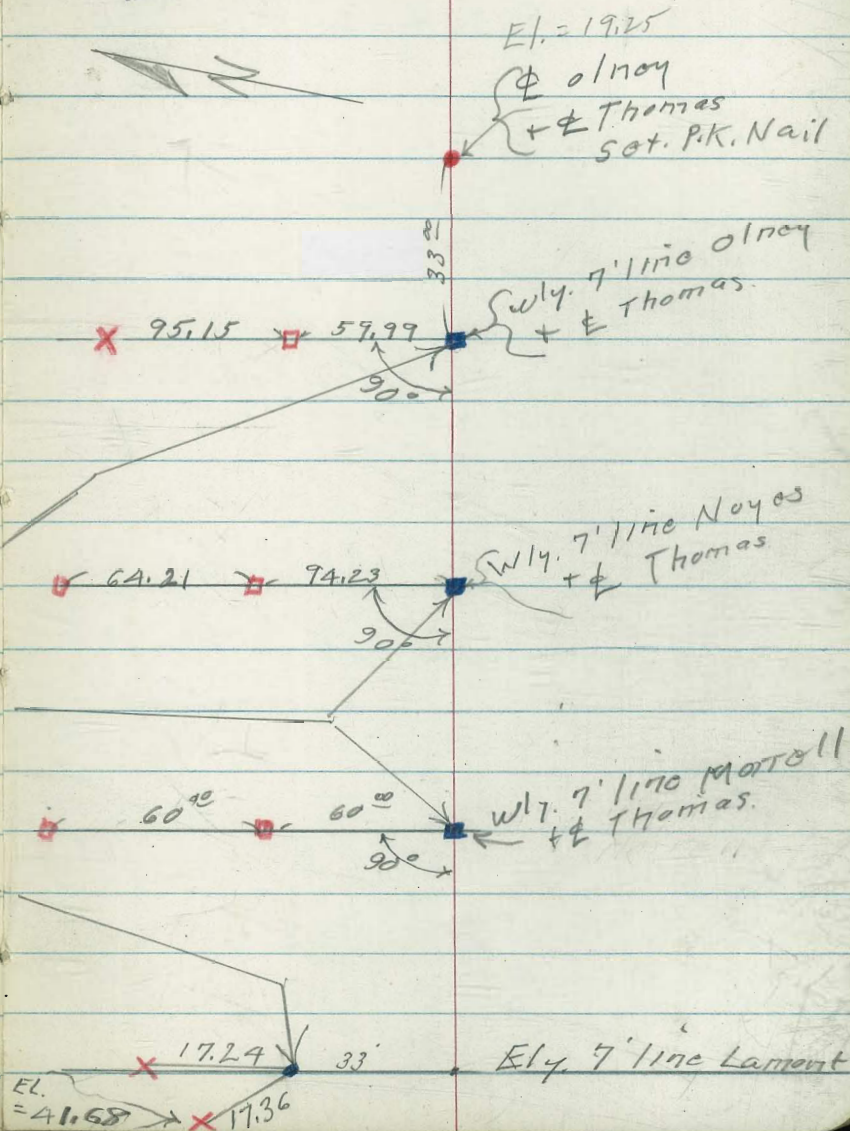 El. = 19.25
℄ Olney
+ ℄ Thomas
Set. P.K. Nail
33 00
Wly. 7' line Olney
+ ℄ Thomas.
95.15 59.99
90°
Wly. 7' line Noyes
+ ℄ Thomas
64.21 94.23
90°
Wly. 7' line Morrell
+ ℄ Thomas.
60 90 60 00
90°
17.24 33' Ely. 7' line Lamont
EL.
= 41.68 17.36